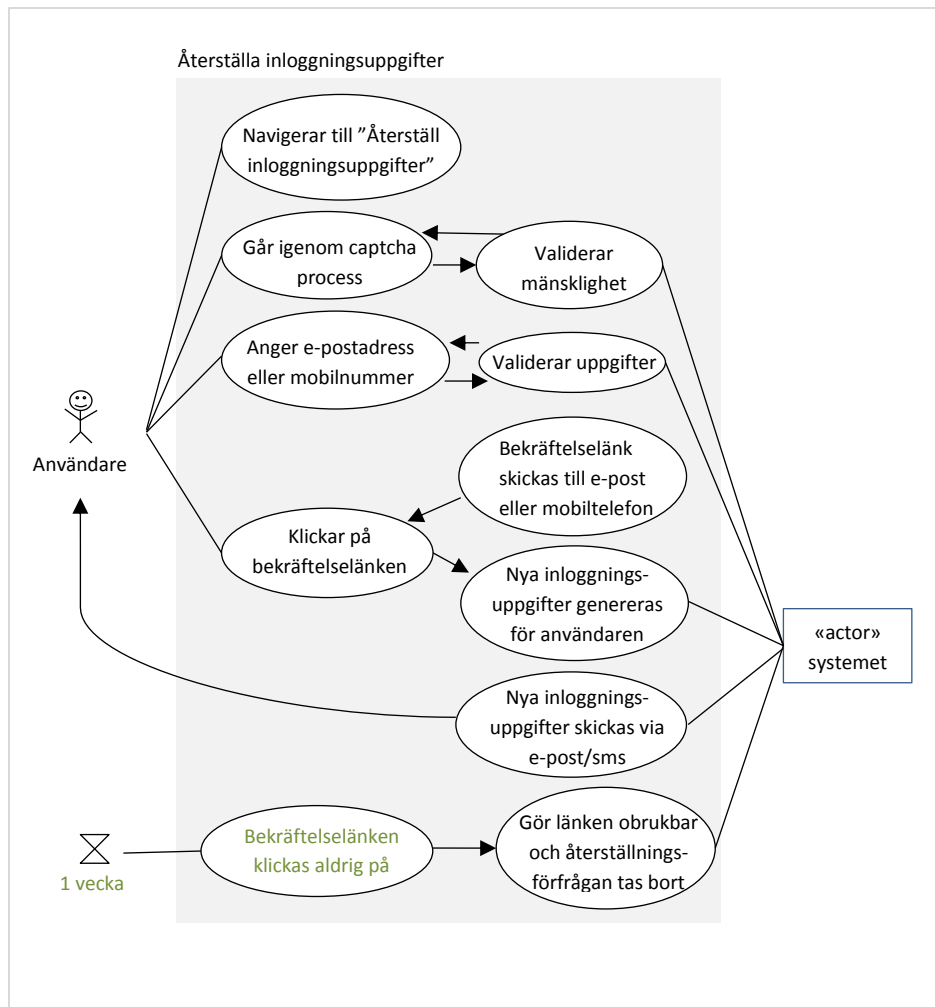 Återställa inloggningsuppgifter
Navigerar till ”Återställ
inloggningsuppgifter”
Går igenom captcha
process
Validerar
mänsklighet
Anger e-postadress
eller mobilnummer
Validerar uppgifter
Användare
Bekräftelselänk
skickas till e-post
eller mobiltelefon
Klickar på
bekräftelselänken
Nya inloggnings-
uppgifter genereras
för användaren
«actor»
systemet
Nya inloggnings-
uppgifter skickas via
e-post/sms
1 vecka
Bekräftelselänken
klickas aldrig på
Gör länken obrukbar
och återställnings-
förfrågan tas bort